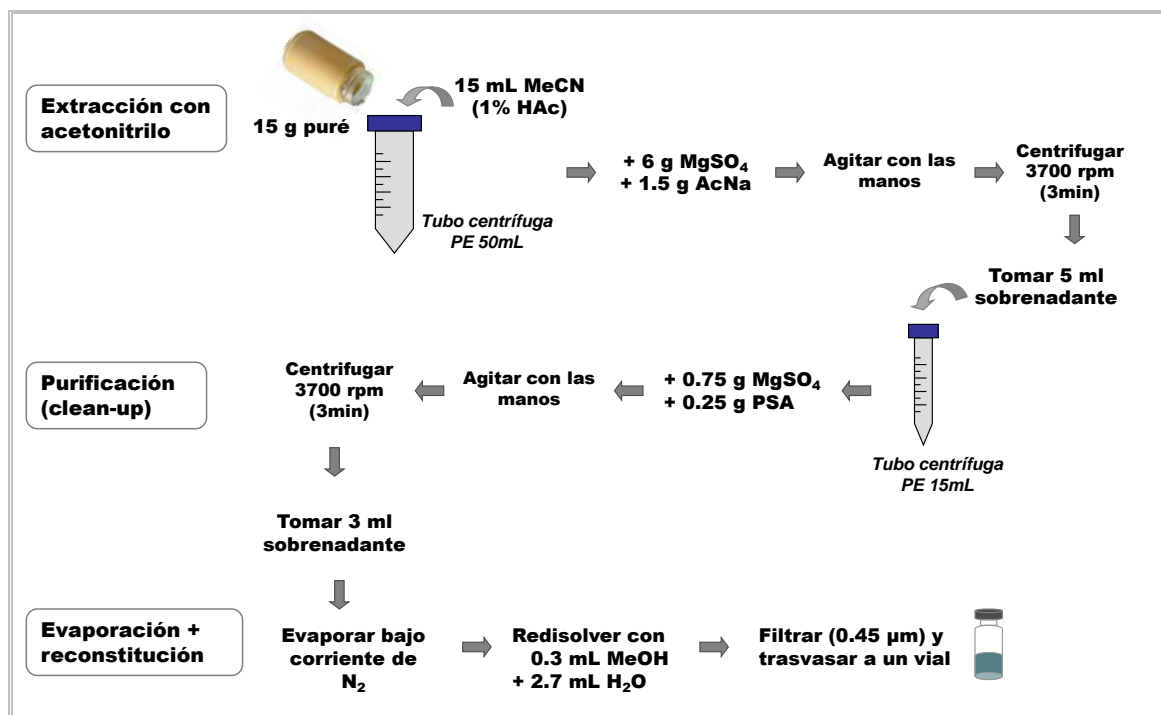 Extracción con
acetonitrilo
15 g puré
15 mL MeCN
(1% HAc)
Tubo centrífuga
PE 50mL
+ 6 g MgSO₄
+ 1.5 g AcNa
Agitar con las
manos
Centrifugar
3700 rpm
(3min)
Tomar 5 ml
sobrenadante
Tubo centrífuga
PE 15mL
Purificación
(clean-up)
+ 0.75 g MgSO₄
+ 0.25 g PSA
Agitar con las
manos
Centrifugar
3700 rpm
(3min)
Tomar 3 ml
sobrenadante
Evaporación +
reconstitución
Evaporar bajo
corriente de
N₂
Redisolver con
0.3 mL MeOH
+ 2.7 mL H₂O
Filtrar (0.45 µm) y
trasvasar a un vial